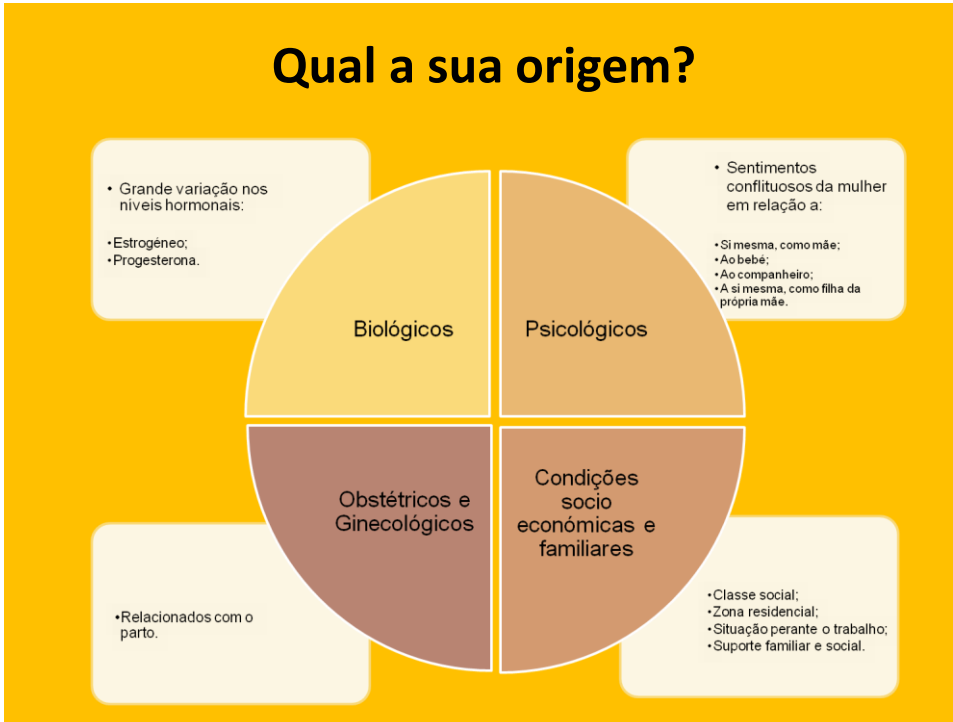 Qual a sua origem?
• Grande variação nos
níveis hormonais:
•Estrogéneo;
•Progesterona.
• Sentimentos
conflituosos da mulher
em relação a:
•Si mesma, como mãe;
•Ao bebé;
•Ao companheiro;
•A si mesma, como filha da
própria mãe.
Biológicos
Psicológicos
Obstétricos e
Ginecológicos
Condições
socio
económicas e
familiares
•Relacionados com o
parto.
•Classe social;
•Zona residencial;
•Situação perante o trabalho;
•Suporte familiar e social.